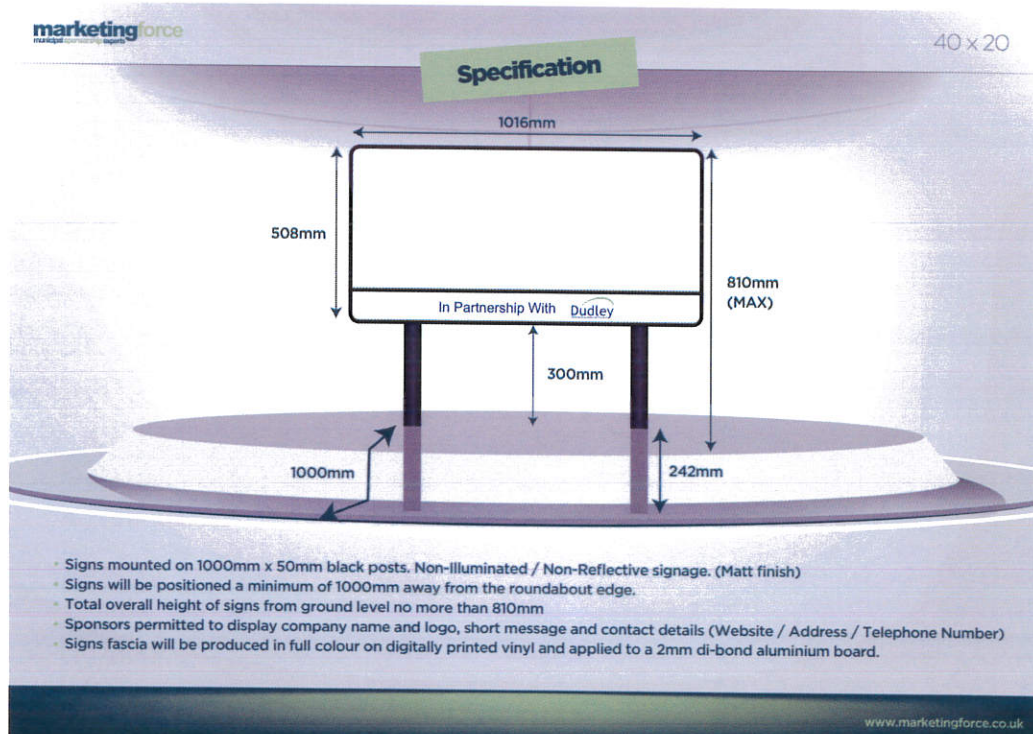 marketingforce
municipal sponsorship experts
40 x 20
Specification
1016mm
508mm
810mm
(MAX)
In Partnership With Dudley
300mm
1000mm
242mm
Signs mounted on 1000mm x 50mm black posts. Non-Illuminated / Non-Reflective signage. (Matt finish)
Signs will be positioned a minimum of 1000mm away from the roundabout edge.
Total overall height of signs from ground level no more than 810mm
Sponsors permitted to display company name and logo, short message and contact details (Website / Address / Telephone Number)
Signs fascia will be produced in full colour on digitally printed vinyl and applied to a 2mm di-bond aluminium board.
www.marketingforce.co.uk